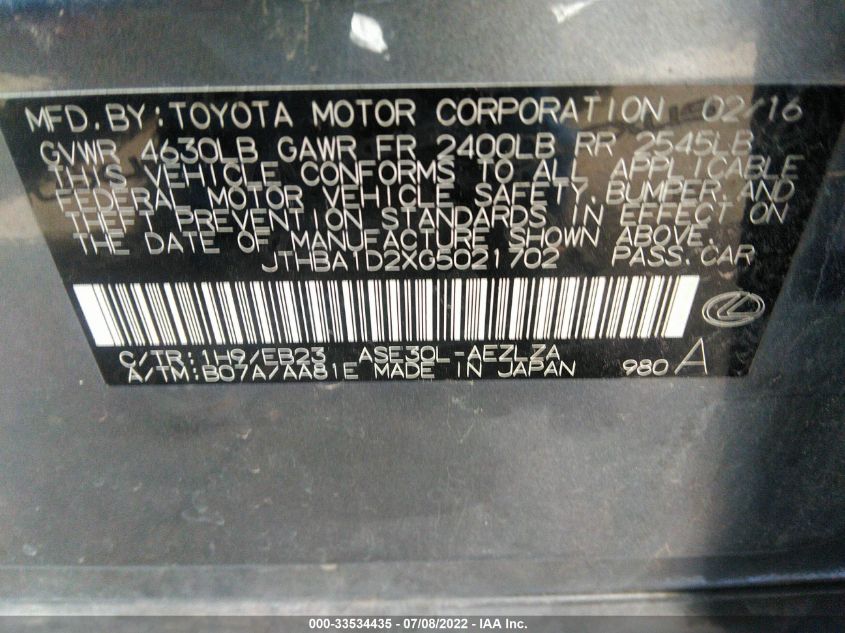 MFD. BY: TOYOTA MOTOR CORPORATION 02/16
GVWR 4630LB GAWR FR 2400LB RR 2545LB
THIS VEHICLE CONFORMS TO ALL APPLICABLE
FEDERAL MOTOR VEHICLE SAFETY, BUMPER, AND
THEFT PREVENTION STANDARDS IN EFFECT ON
THE DATE OF MANUFACTURE SHOWN ABOVE.
JTHBA1D2XG5021702 PASS. CAR
C/TR: 1H9/EB23 ASE30L-AEZLZA
A/TM: B07A/AA81E MADE IN JAPAN 980 A
000-33534435 - 07/08/2022 - IAA Inc.